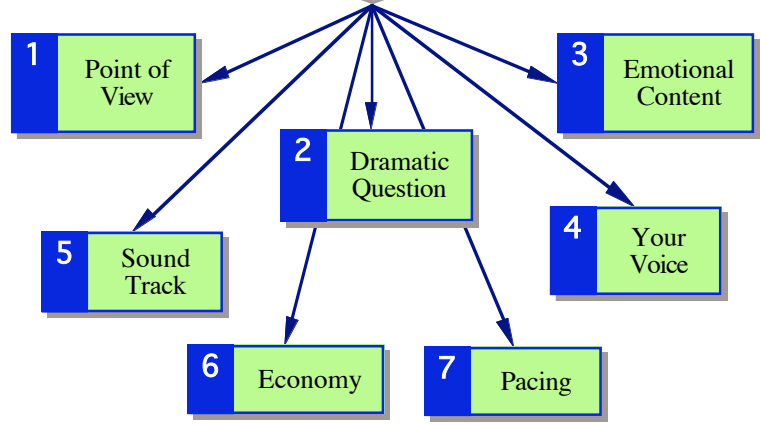 1
Point of
View
2
Dramatic
Question
3
Emotional
Content
4
Your
Voice
5
Sound
Track
6
Economy
7
Pacing